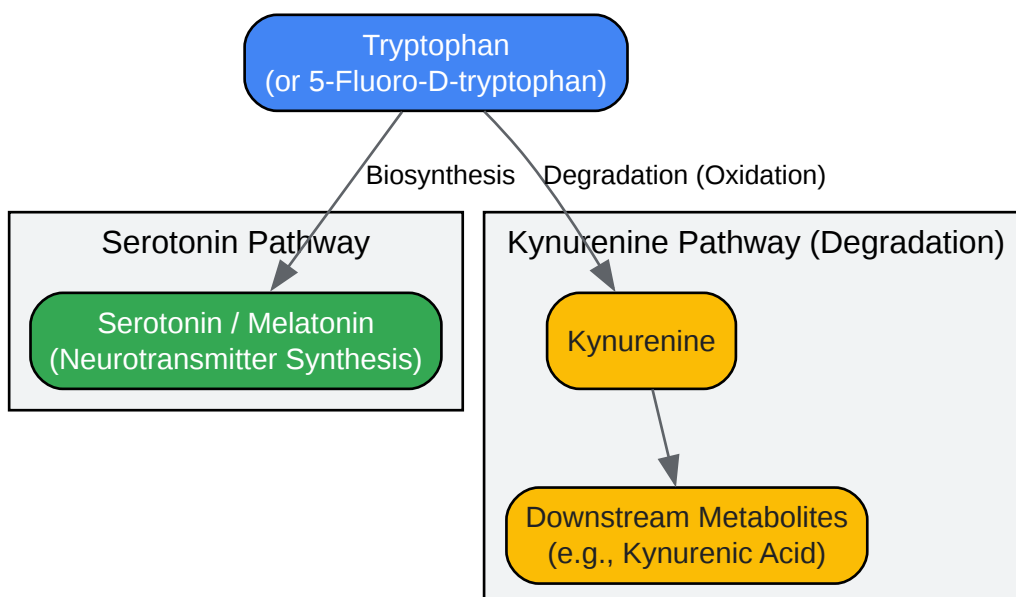 Tryptophan
(or 5-Fluoro-D-tryptophan)
Biosynthesis
Degradation (Oxidation)
Serotonin Pathway
Serotonin / Melatonin
(Neurotransmitter Synthesis)
Kynurenine Pathway (Degradation)
Kynurenine
Downstream Metabolites
(e.g., Kynurenic Acid)